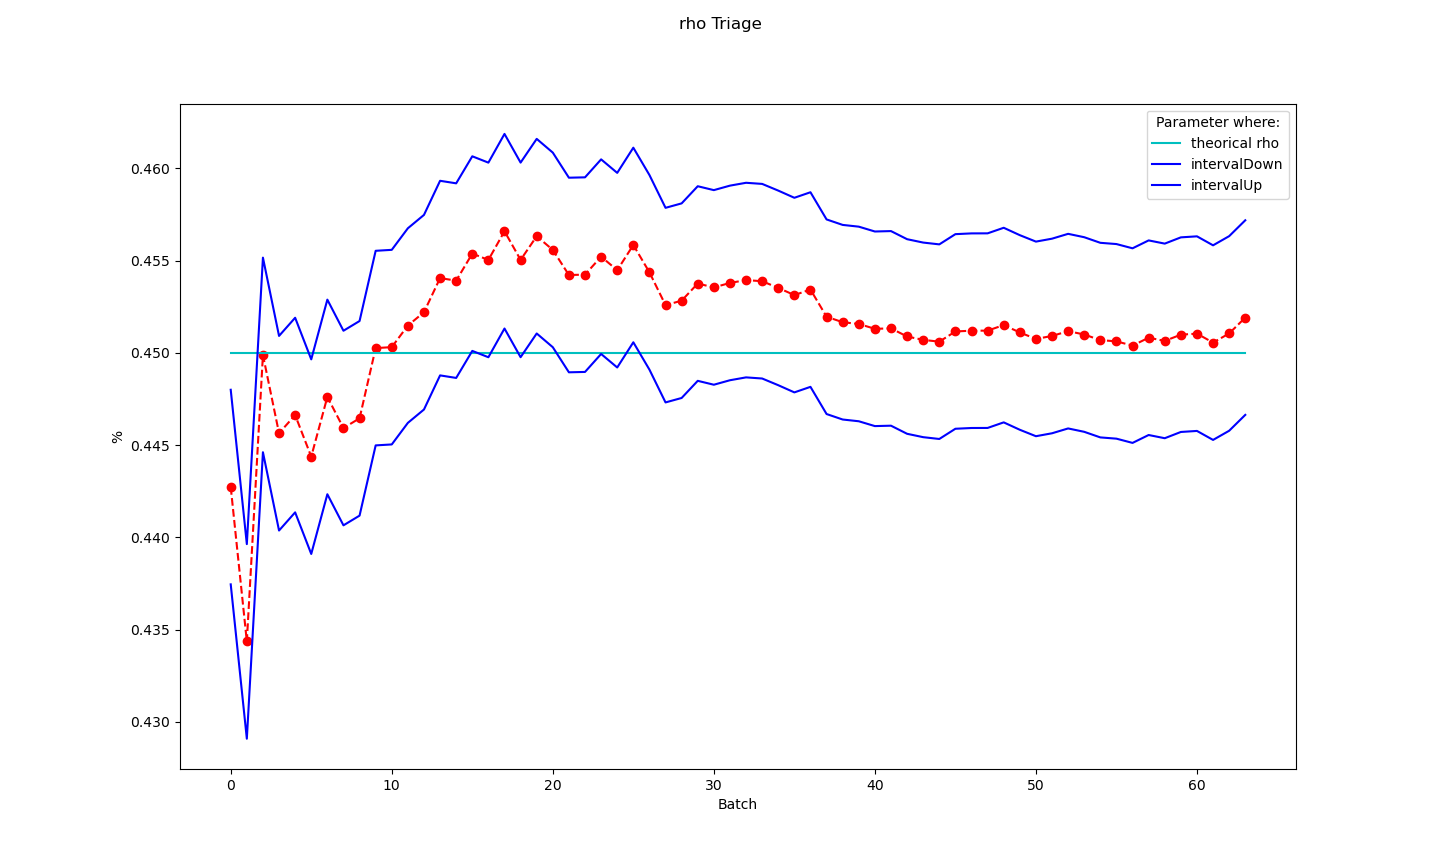 rho Triage
Parameter where:
theorical rho
intervalDown
intervalUp
0.460
0.455
0.450
0.445
0.440
0.435
0.430
%
0 10 20 30 40 50 60
Batch